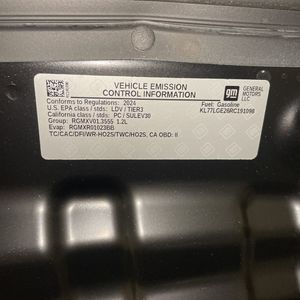 VEHICLE EMISSION
CONTROL INFORMATION
gm
GENERAL
MOTORS
LLC
Conforms to Regulations: 2024
U.S. EPA class / stds: LDV / TIER3
California class / stds: PC / SULEV30
Group: RGMXV01.3555 1.2L
Evap: RGMXR01023BB
TC/CAC/DFI/WR-HO2S/TWC/HO2S, CA OBD: II
Fuel: Gasoline
KL77LGE26RC191098